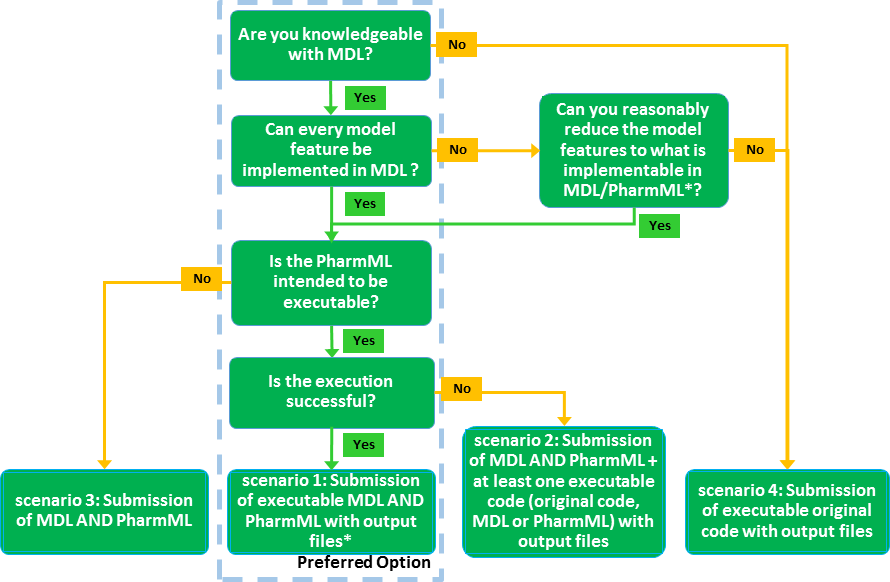 Are you knowledgeable
with MDL?
No
Yes
Can every model
feature be
implemented in MDL ?
No
Can you reasonably
reduce the model
features to what is
implementable in
MDL/PharmML*?
No
Yes
Yes
Is the PharmML
intended to be
executable?
No
Yes
Is the execution
successful?
No
Yes
scenario 3: Submission
of MDL AND PharmML
scenario 1: Submission
of executable MDL AND
PharmML with output
files*
scenario 2: Submission
of MDL AND PharmML +
at least one executable
code (original code,
MDL or PharmML) with
output files
scenario 4: Submission
of executable original
code with output files
Preferred Option